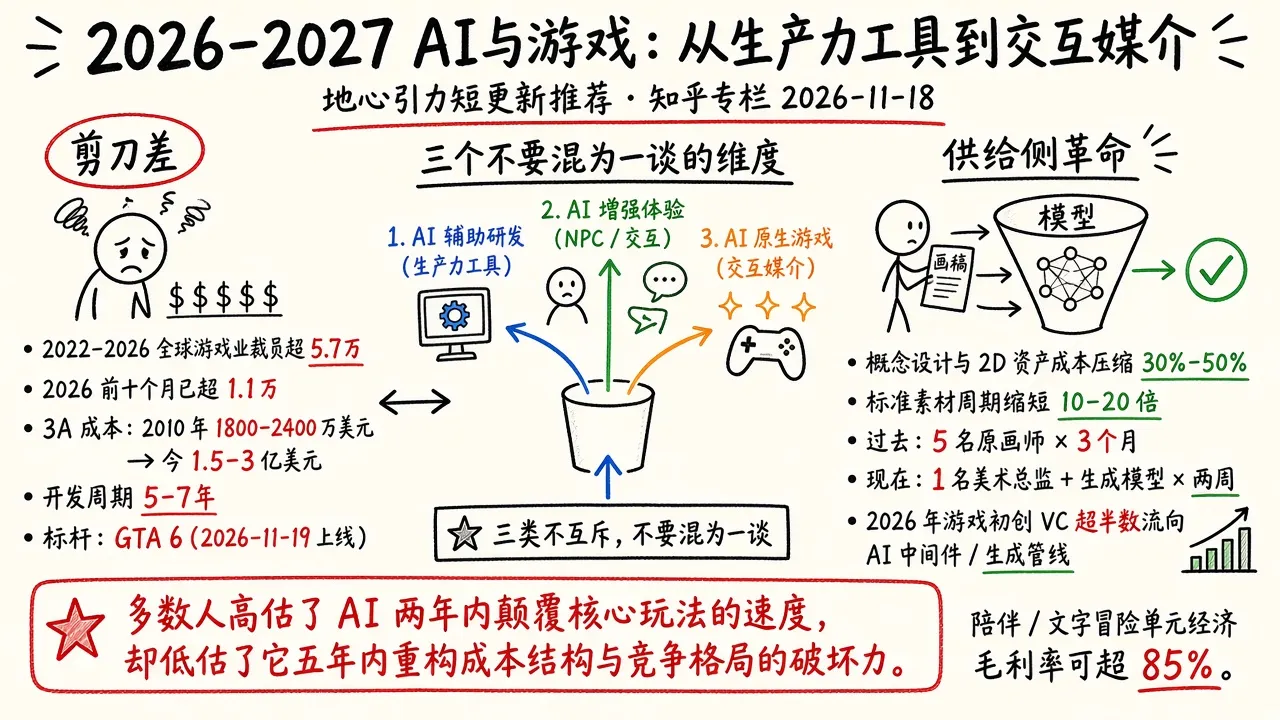 2026-2027 AI与游戏：从生产力工具到交互媒介
地心引力短更新推荐 · 知乎专栏 2026-11-18
剪刀差
$$$$$
• 2022-2026 全球游戏业裁员超 5.7万
• 2026 前十个月已超 1.1万
• 3A 成本：2010 年 1800-2400万美元
→ 今 1.5-3 亿美元
• 开发周期 5-7年
• 标杆：GTA 6 (2026-11-19 上线)
三个不要混为一谈的维度
1. AI 辅助研发
(生产力工具)
2. AI 增强体验
(NPC / 交互)
3. AI 原生游戏
(交互媒介)
三类不互斥，不要混为一谈
供给侧革命
画稿
模型
• 概念设计与 2D 资产成本压缩 30%-50%
• 标准素材周期缩短 10-20 倍
• 过去：5 名原画师 × 3个月
• 现在：1 名美术总监 + 生成模型 × 两周
• 2026 年游戏初创 VC 超半数流向
AI 中间件 / 生成管线
多数人高估了 AI 两年内颠覆核心玩法的速度，
却低估了它五年内重构成本结构与竞争格局的破坏力。
陪伴 / 文字冒险单元经济
毛利率可超 85%。